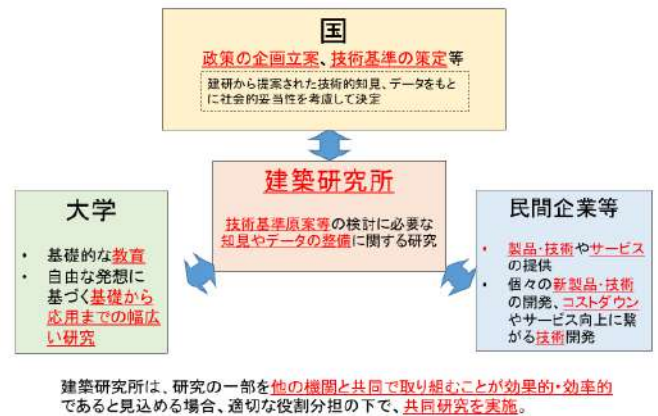 国
政策の企画立案、技術基準の策定等
建研から提案された技術的知見、データをもと
に社会的妥当性を考慮して決定
建築研究所
技術基準原案等の検討に必要な
知見やデータの整備に関する研究
大学
• 基礎的な教育
• 自由な発想に
基づく基礎から
応用までの幅広
い研究
民間企業等
• 製品・技術やサービス
の提供
• 個々の新製品・技術
の開発、コストダウン
やサービス向上に繋
がる技術開発
建築研究所は、研究の一部を他の機関と共同で取り組むことが効果的・効率的
であると見込める場合、適切な役割分担の下で、共同研究を実施。